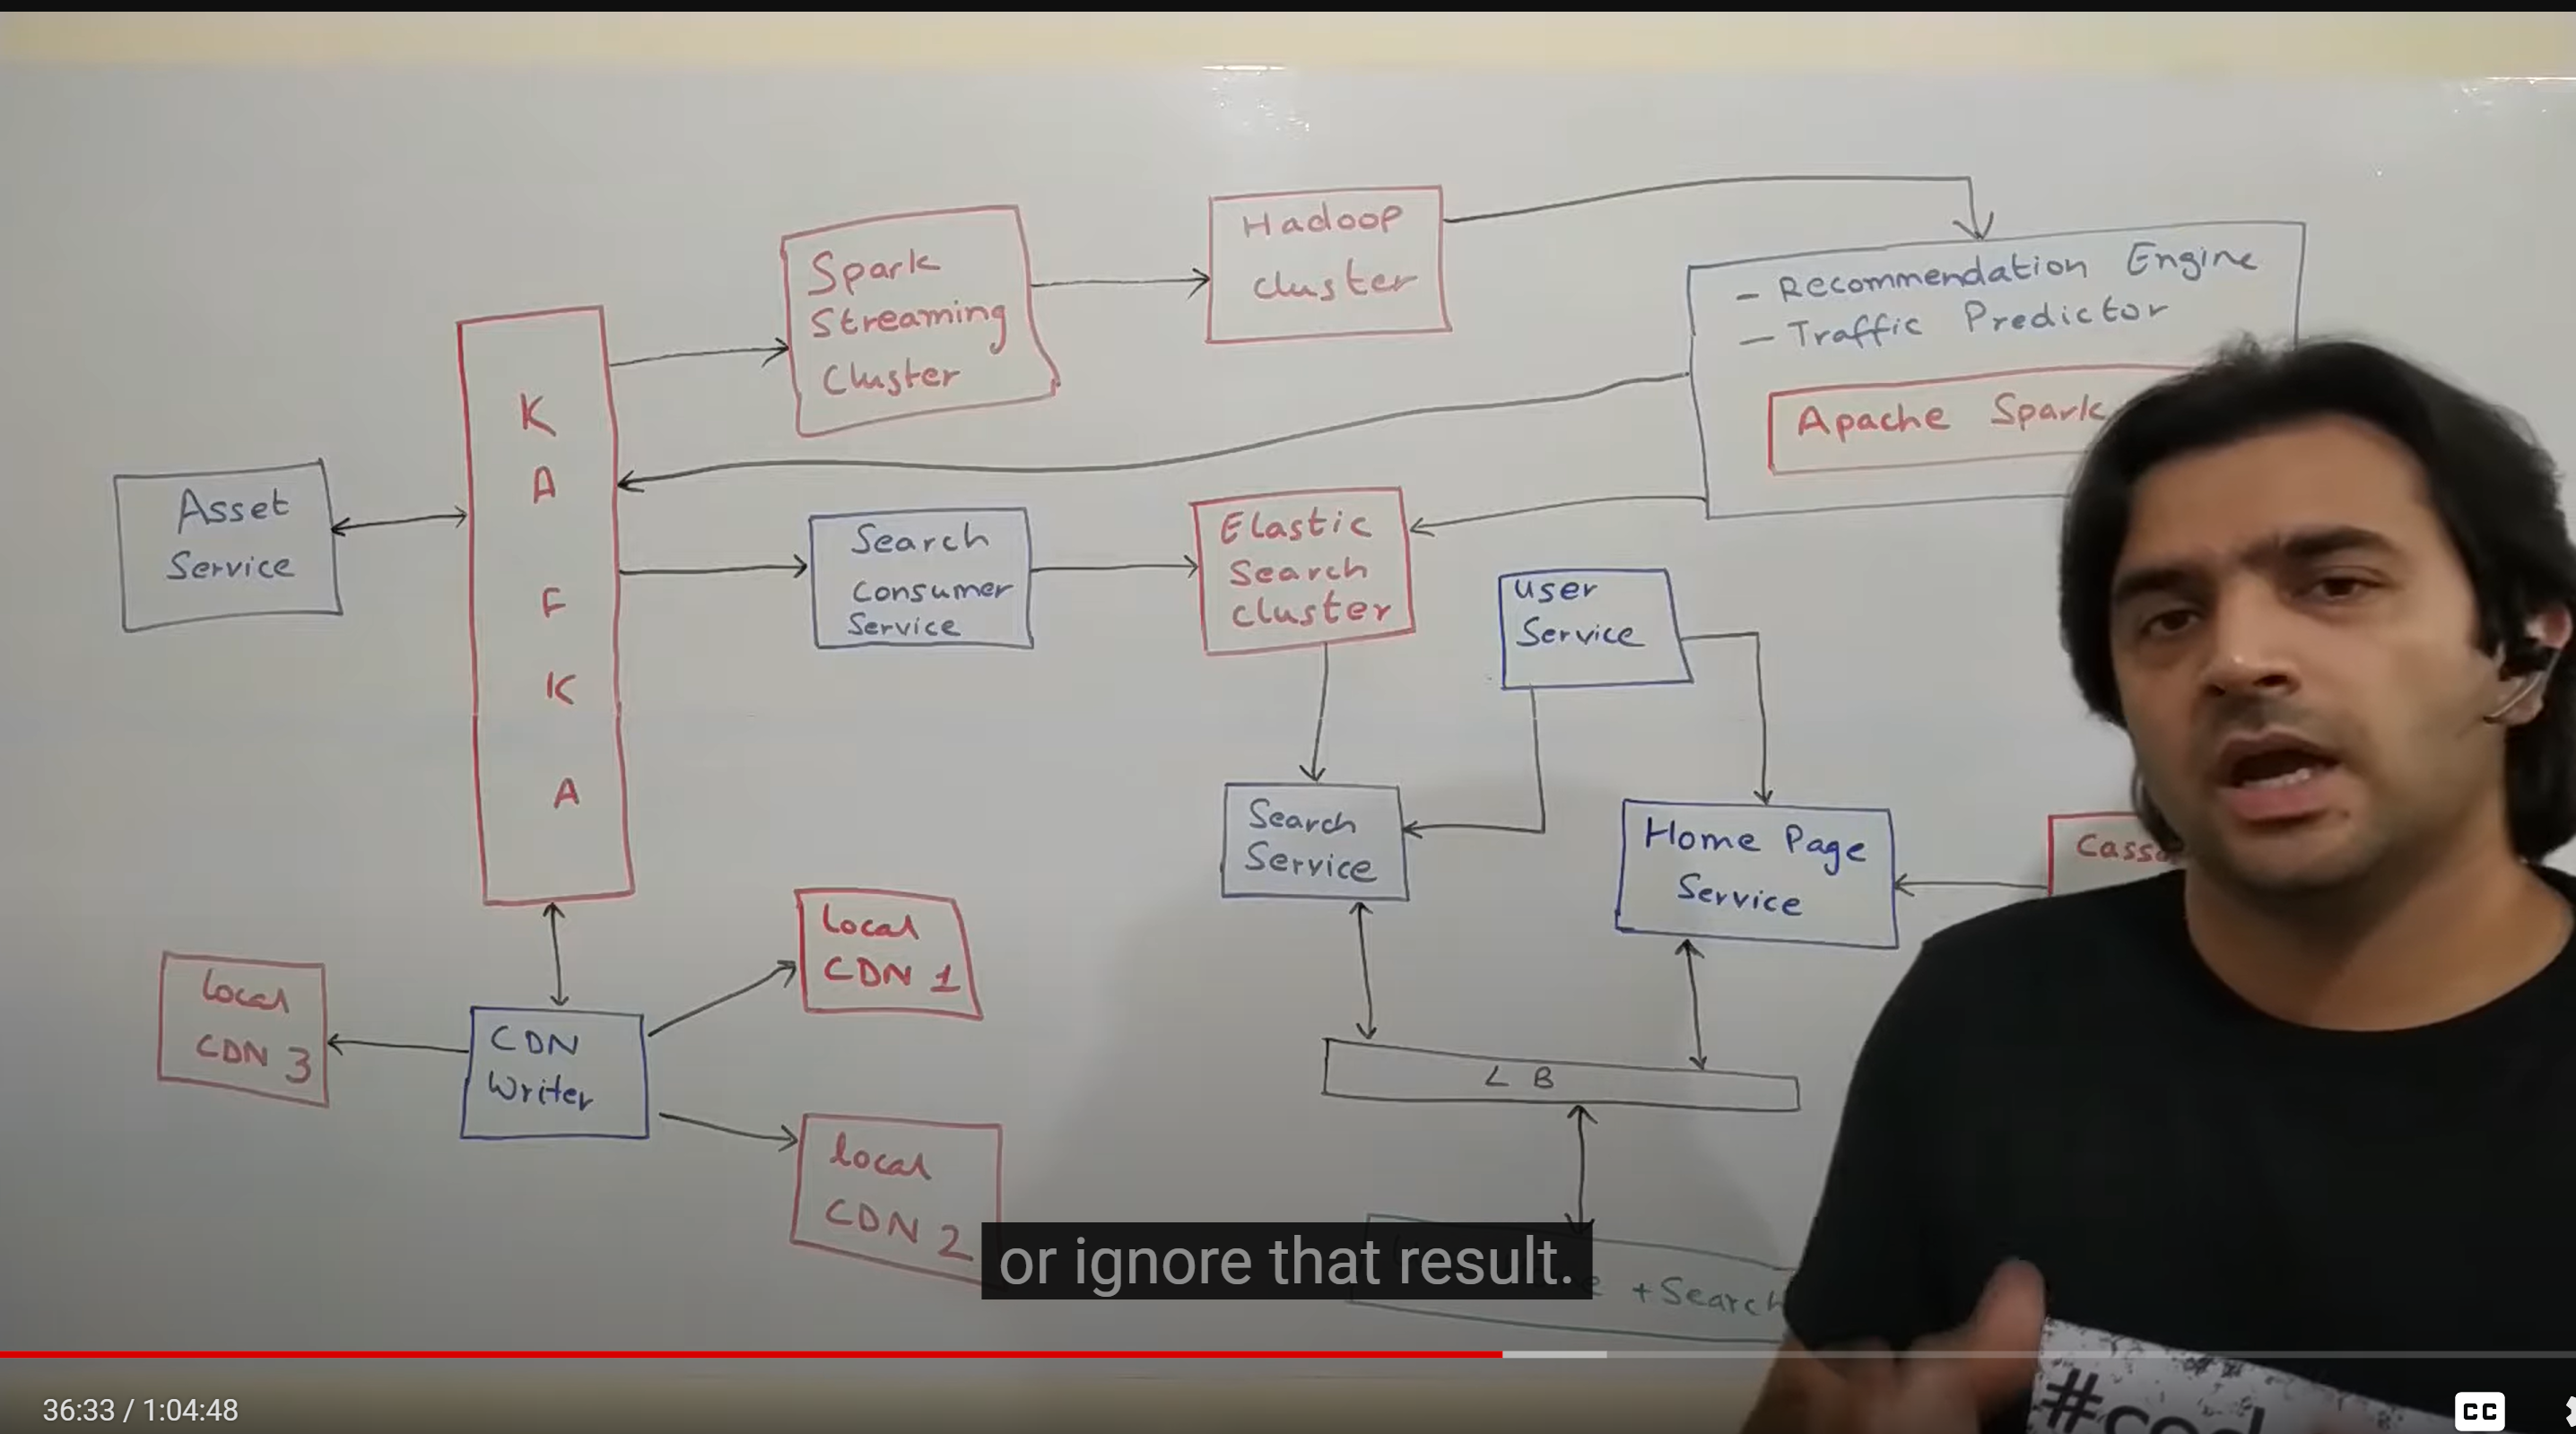 Hadoop
cluster
Spark
Streaming
Cluster
- Recommendation Engine
- Traffic Predictor
Apache Spark
K
A
F
K
A
Asset
Service
Search
Consumer
Service
Elastic
Search
cluster
user
Service
Search
Service
Home Page
Service
local
CDN 1
local
CDN 3
CDN
Writer
LB
local
CDN 2
+ Search
or ignore that result.
36:33 / 1:04:48
CC